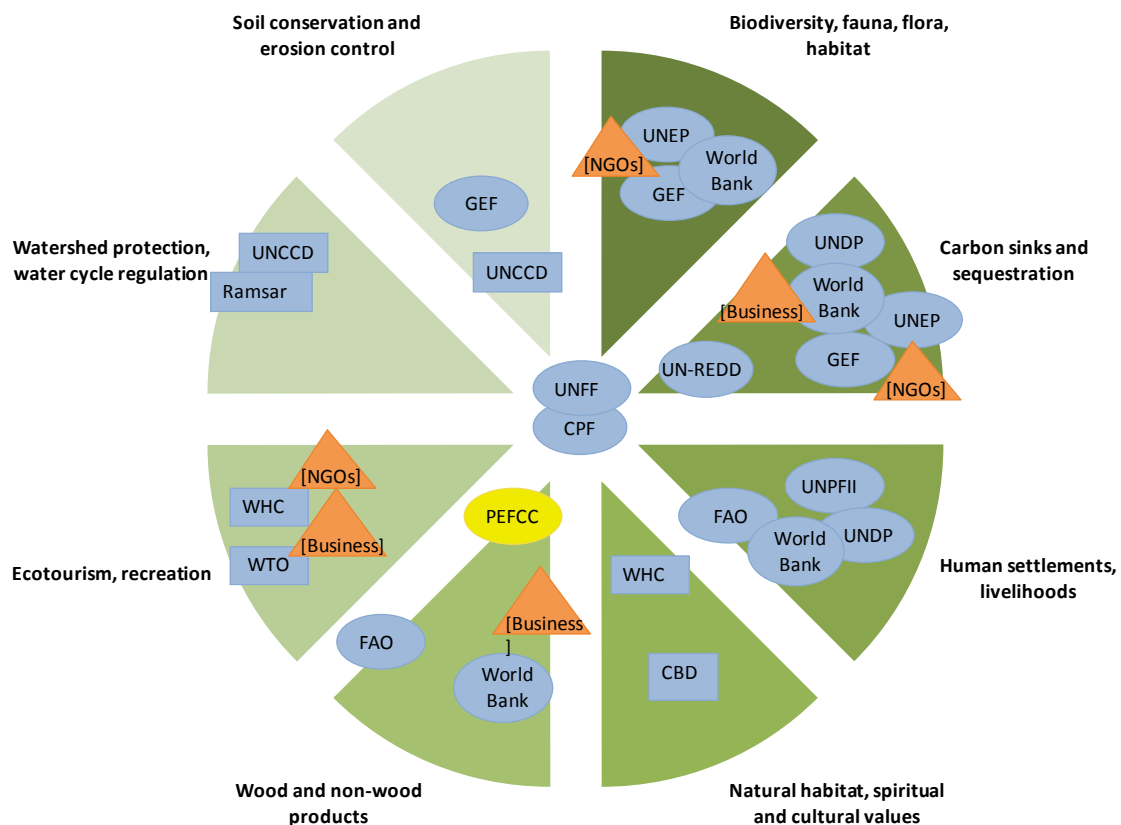 Soil conservation and
erosion control
Biodiversity, fauna, flora,
habitat
UNEP
[NGOs]
World
Bank
GEF
GEF
UNCCD
Watershed protection,
water cycle regulation
UNCCD
Ramsar
Carbon sinks and
sequestration
UNDP
World
Bank
[Business]
UNEP
GEF
UN-REDD
[NGOs]
UNFF
CPF
[NGOs]
WHC
[Business]
WTO
Ecotourism, recreation
PEFCC
[Business
]
FAO
World
Bank
WHC
CBD
UNPFII
FAO
UNDP
World
Bank
Human settlements,
livelihoods
Wood and non-wood
products
Natural habitat, spiritual
and cultural values